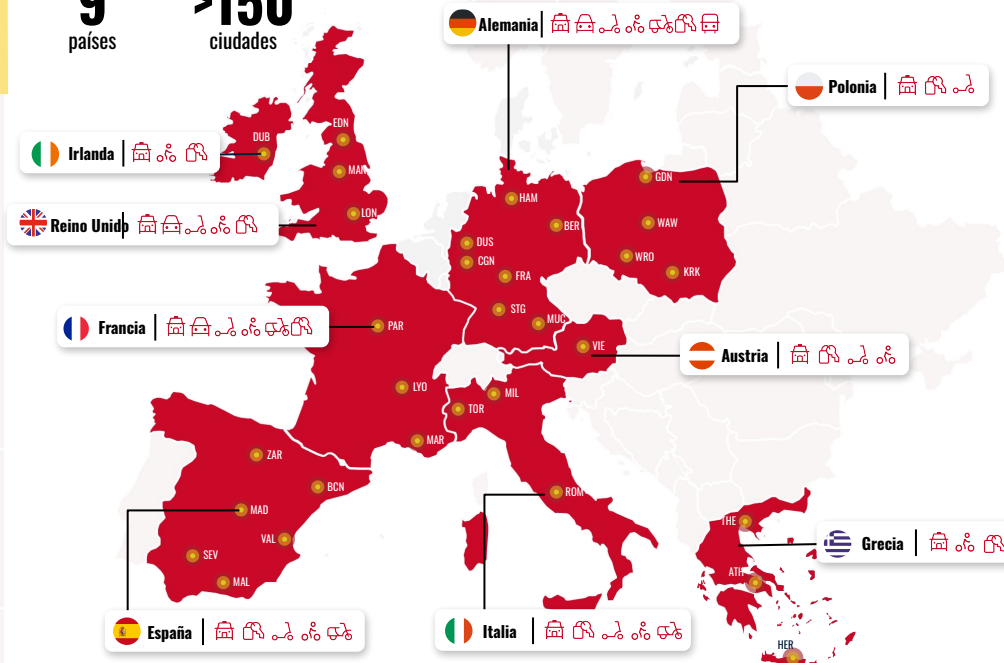 9
>150
países
ciudades
Alemania
Polonia
EDN
DUB
Irlanda
MAN
GDN
HAM
LON
Reino Unido
BER
WAW
DUS
CGN
WRO
FRA
KRK
STG
MUC
Francia
PAR
VIE
Austria
LYO
MIL
TOR
MAR
ZAR
BCN
ROM
MAD
THE
VAL
Grecia
SEV
ATH
MAL
España
Italia
HER